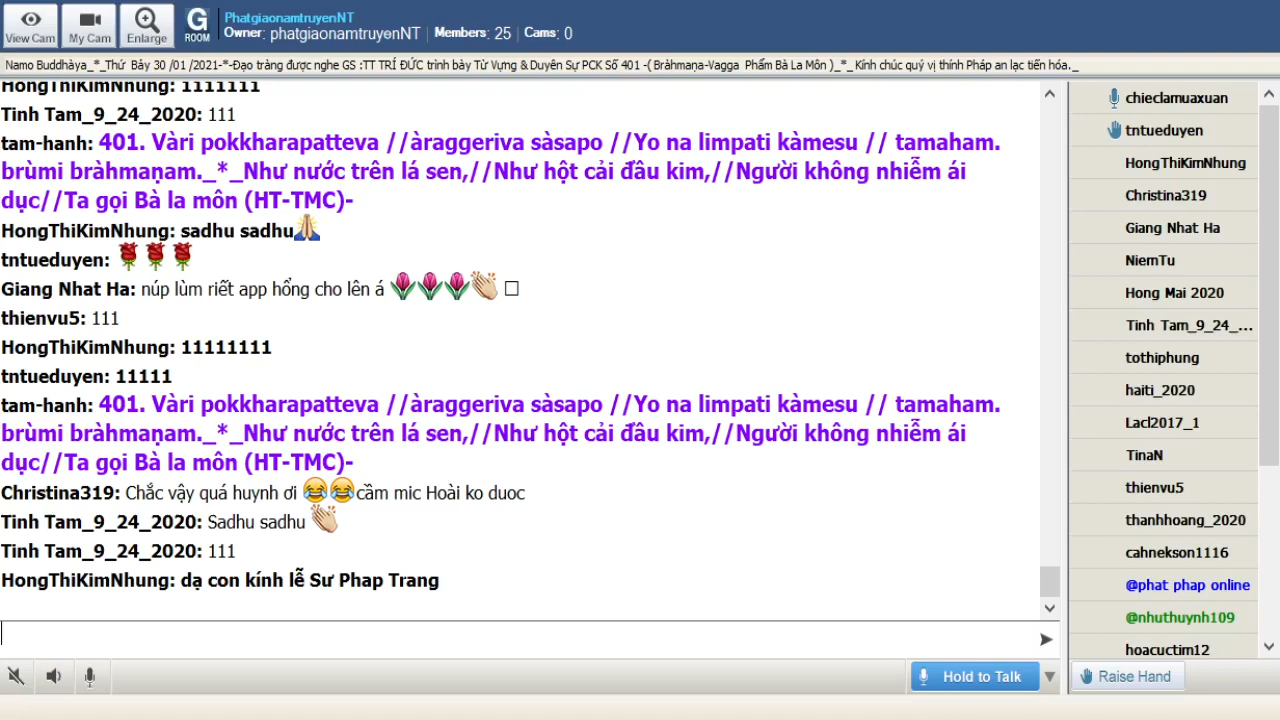 View Cam
My Cam
Enlarge
G
ROOM
PhatgiaonamtruyenNT
Owner: phatgiaonamtruyenNT | Members: 25 | Cams: 0
Namo Buddhàya_*_Thứ Bảy 30 /01 /2021-*-Đạo tràng được nghe GS :TT TRÍ ĐỨC trình bày Từ Vựng & Duyên Sự PCK Số 401 -( Bràhmaṇa-Vagga Phẩm Bà La Môn )_*_ Kính chúc quý vị thính Pháp an lạc tiến hóa._
HongThiKimNhung: 1111111
Tinh Tam_9_24_2020: 111
tam-hanh: 401. Vàri pokkharapatteva //àraggeriva sàsapo //Yo na limpati kàmesu // tamaham.
brùmi bràhmaṇam._*_Như nước trên lá sen,//Như hột cải đầu kim,//Người không nhiễm ái
dục//Ta gọi Bà la môn (HT-TMC)-
HongThiKimNhung: sadhu sadhu🙏
tntueduyen: 🌹🌹🌹
Giang Nhat Ha: núp lùm riết app hổng cho lên á 🌷🌷🌷👏 □
thienvu5: 111
HongThiKimNhung: 11111111
tntueduyen: 11111
tam-hanh: 401. Vàri pokkharapatteva //àraggeriva sàsapo //Yo na limpati kàmesu // tamaham.
brùmi bràhmaṇam._*_Như nước trên lá sen,//Như hột cải đầu kim,//Người không nhiễm ái
dục//Ta gọi Bà la môn (HT-TMC)-
Christina319: Chắc vậy quá huynh ơi 😂😂cầm mic Hoài ko duoc
Tinh Tam_9_24_2020: Sadhu sadhu 👏
Tinh Tam_9_24_2020: 111
HongThiKimNhung: dạ con kính lễ Sư Phap Trang
Hold to Talk
chieclamuaxuan
tntueduyen
HongThiKimNhung
Christina319
Giang Nhat Ha
NiemTu
Hong Mai 2020
Tinh Tam_9_24_...
tothiphung
haiti_2020
Lacl2017_1
TinaN
thienvu5
thanhhoang_2020
cahnekson1116
@phat phap online
@nhuthuynh109
hoacuctim12
Raise Hand